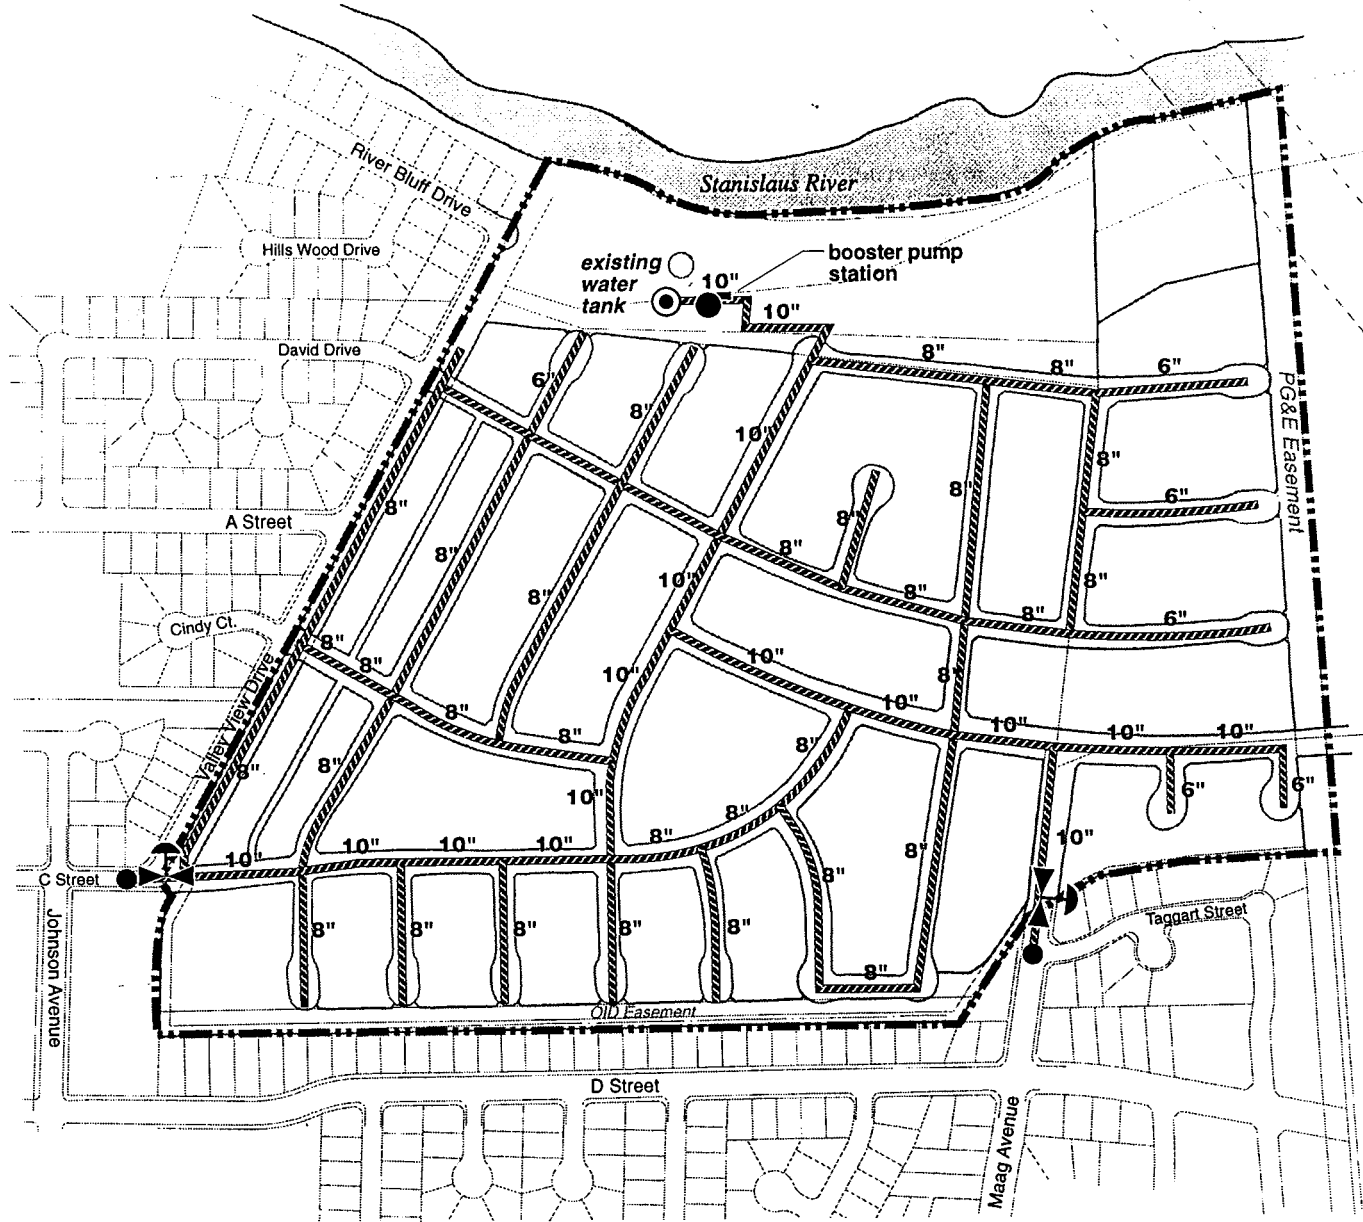 River Bluff Drive
Stanislaus River
Hills Wood Drive
existing
water
tank
10"
booster pump
station
10"
David Drive
8"
8"
6"
6"
8"
10"
PG&E Easement
8"
8"
8"
6"
8"
A Street
8"
8"
8"
8"
10"
8"
8"
8"
6"
Cindy Ct.
8"
8"
10"
10"
8"
10"
8"
8"
10"
10"
10"
Valley View Drive
8"
8"
8"
6"
6"
10"
8"
8"
10"
10"
10"
10"
10"
8"
8"
C Street
8"
Johnson Avenue
8"
8"
8"
8"
8"
Taggart Street
8"
OID Easement
D Street
Maag Avenue